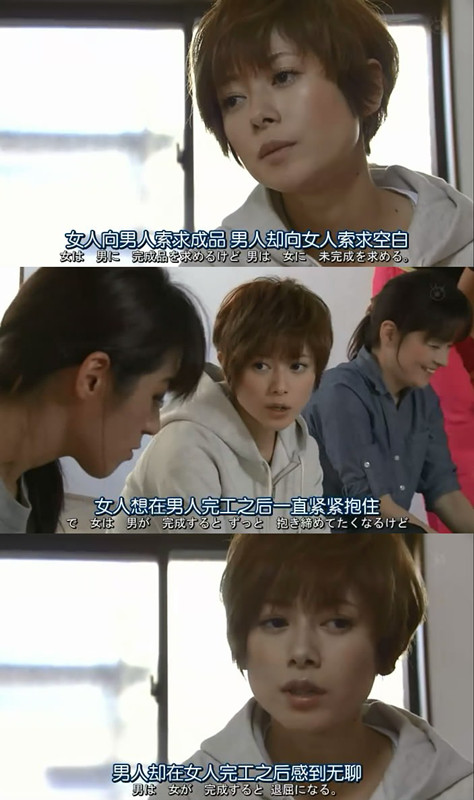 女人向男人索求成品 男人却向女人索求空白
女は 男に 完成品を求めるけど 男は 女に 未完成を求める。
女人想在男人完工之后一直紧紧抱住
で 女は 男が 完成すると ずっと 抱き締めてたくなるけど
男人却在女人完工之后感到无聊
男は 女が 完成すると 退屈になる。